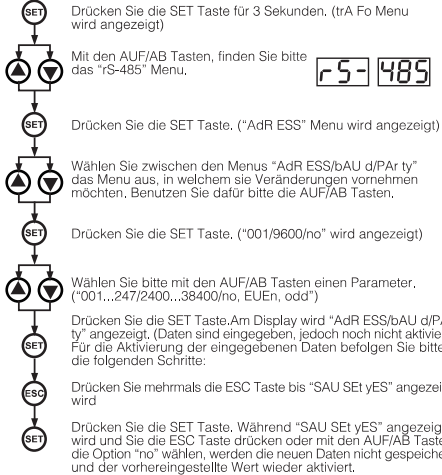 SET Drücken Sie die SET Taste für 3 Sekunden. (trA Fo Menu
wird angezeigt)
Mit den AUF/AB Tasten, finden Sie bitte
das "rS-485" Menu.
rS- 485
SET Drücken Sie die SET Taste. ("AdR ESS" Menu wird angezeigt)
Wählen Sie zwischen den Menus "AdR ESS/bAU d/PAr ty"
das Menu aus, in welchem sie Veränderungen vornehmen
möchten. Benutzen Sie dafür bitte die AUF/AB Tasten.
SET Drücken Sie die SET Taste. ("001/9600/no" wird angezeigt)
Wählen Sie bitte mit den AUF/AB Tasten einen Parameter.
("001...247/2400...38400/no, EUEn, odd")
Drücken Sie die SET Taste.Am Display wird "AdR ESS/bAU d/PA
SET ty" angezeigt. (Daten sind eingegeben, jedoch noch nicht aktivie
Für die Aktivierung der eingegebenen Daten befolgen Sie bitte
die folgenden Schritte:
ESC Drücken Sie mehrmals die ESC Taste bis "SAU SEt yES" angezei
wird
SET Drücken Sie die SET Taste. Während "SAU SEt yES" angezeig
wird und Sie die ESC Taste drücken oder mit den AUF/AB Taste
die Option "no" wählen, werden die neuen Daten nicht gespeiche
und der vorhereingestellte Wert wieder aktiviert.